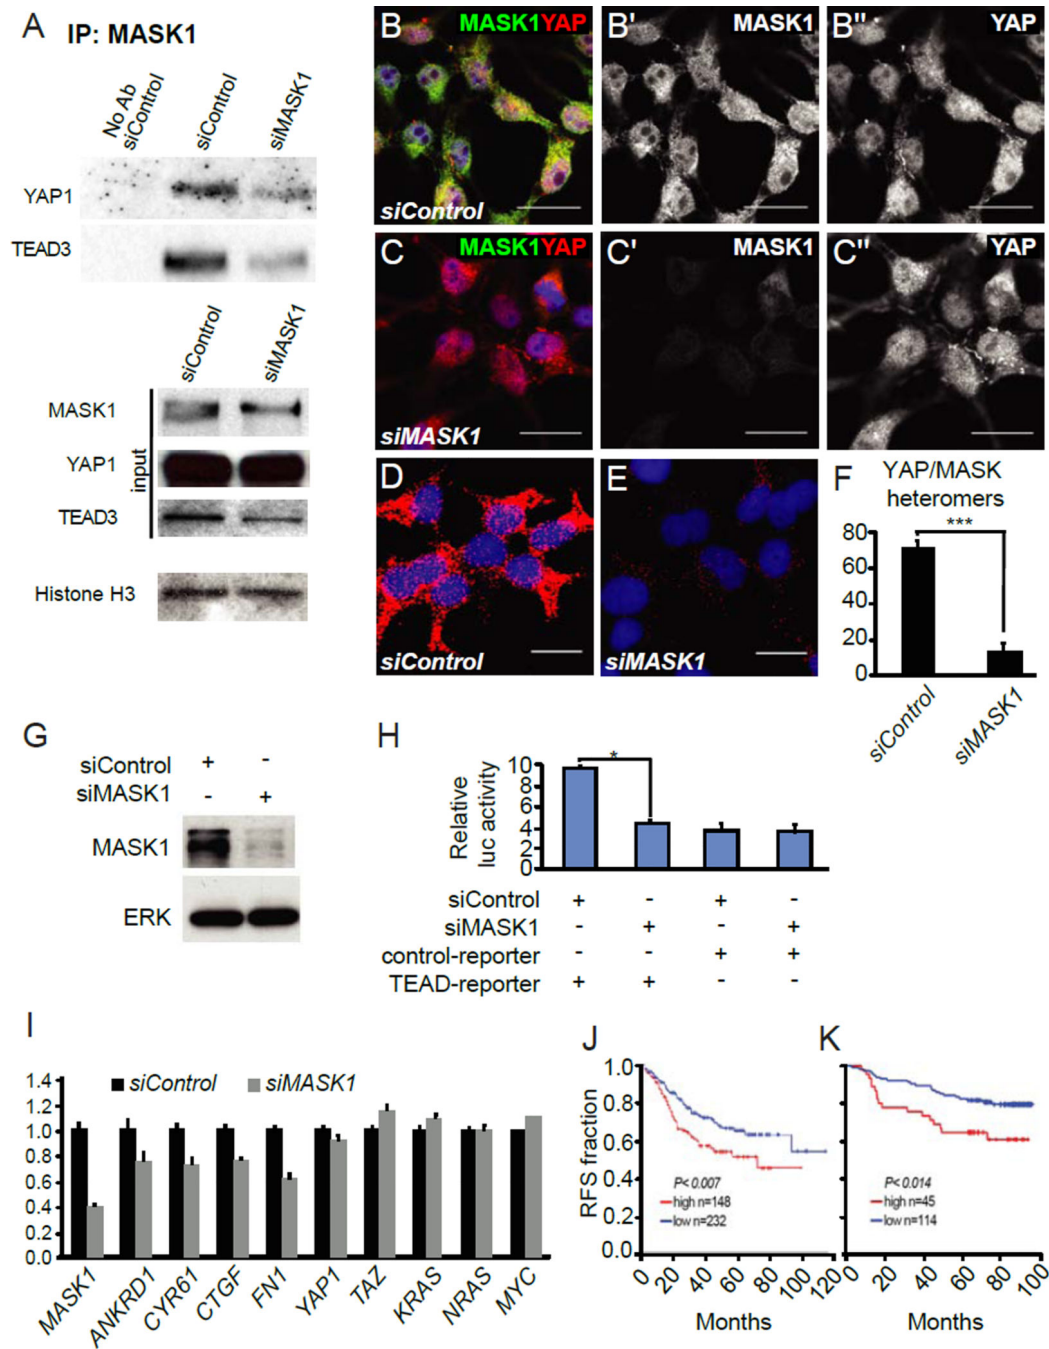 A IP: MASK1
No Ab
siControl
siControl
siMASK1
YAP1
TEAD3
siControl
siMASK1
MASK1
YAP1
TEAD3
input
Histone H3
B MASK1YAP
siControl
B' MASK1
B" YAP
C MASK1YAP
siMASK1
C' MASK1
C" YAP
D
siControl
E
siMASK1
F YAP/MASK
heteromers
80
60
40
20
0
***
siControl
siMASK1
G
siControl + -
siMASK1 - +
MASK1
ERK
H
Relative
luc activity
10
8
6
4
2
0
*
siControl + - + -
siMASK1 - + - +
control-reporter - - + +
TEAD-reporter + + - -
I
1.4
1.2
1.0
0.8
0.6
0.4
0.2
0.0
siControl siMASK1
MASK1
ANKRD1
CYR61
CTGF
FN1
YAP1
TAZ
KRAS
NRAS
MYC
J
RFS fraction
1.0
0.8
0.6
0.4
0.2
0.0
P< 0.007
high n=148
low n=232
0 20 40 60 80 100 120
Months
K
P< 0.014
high n=45
low n=114
0 20 40 60 80 100
Months